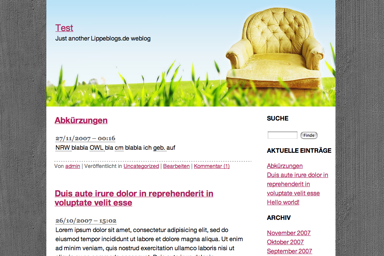 Test
Just another Lippeblogs.de weblog
Abkürzungen
27/11/2007 – 00:16
NRW blabla OWL bla cm blabla ich geb. auf
Von admin | Veröffentlicht in Uncategorized | Bearbeiten | Kommentar (1)
Duis aute irure dolor in reprehenderit in
voluptate velit esse
26/10/2007 – 15:02
Lorem ipsum dolor sit amet, consectetur adipisicing elit, sed do
eiusmod tempor incididunt ut labore et dolore magna aliqua. Ut enim
ad minim veniam, quis nostrud exercitation ullamco laboris nisi ut
SUCHE
Finde
AKTUELLE EINTRÄGE
Abkürzungen
Duis aute irure dolor in
reprehenderit in
voluptate velit esse
Hello world!
ARCHIV
November 2007
Oktober 2007
September 2007